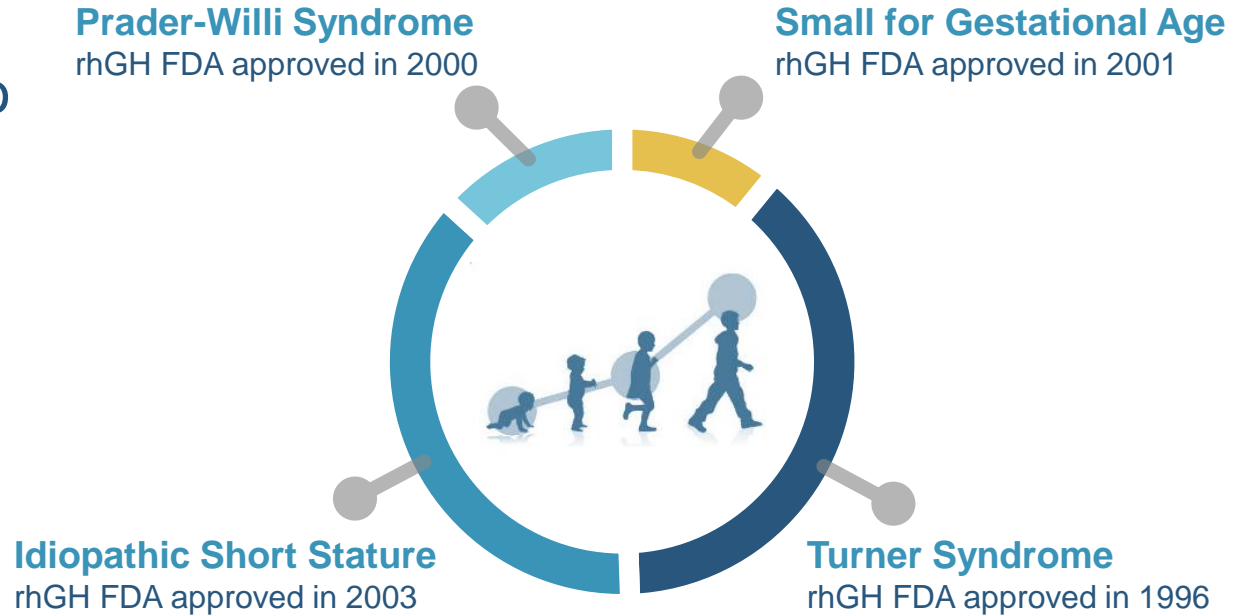 Prader-Willi Syndrome
rhGH FDA approved in 2000
Small for Gestational Age
rhGH FDA approved in 2001
Idiopathic Short Stature
rhGH FDA approved in 2003
Turner Syndrome
rhGH FDA approved in 1996